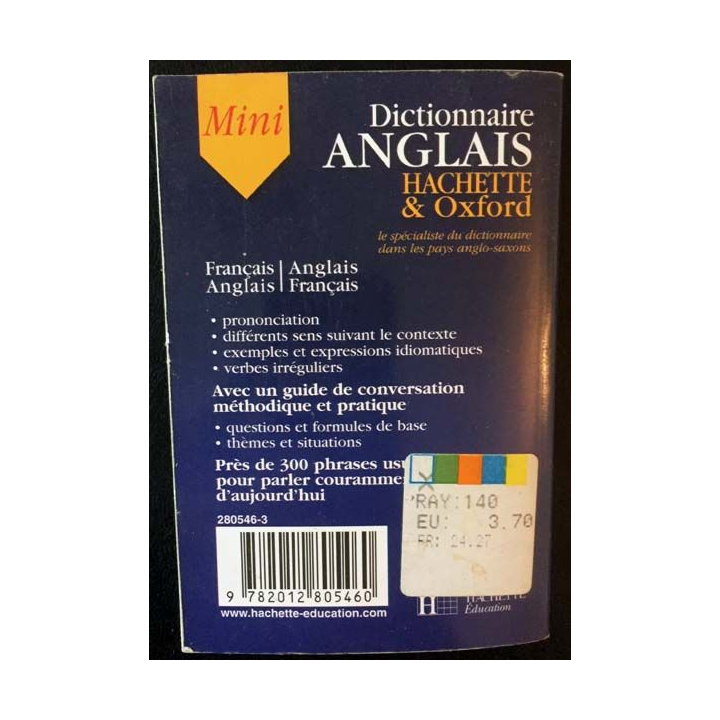 Mini
Dictionnaire
ANGLAIS
HACHETTE
& Oxford
le spécialiste du dictionnaire
dans les pays anglo-saxons
Français | Anglais
Anglais | Français
• prononciation
• différents sens suivant le contexte
• exemples et expressions idiomatiques
• verbes irréguliers
Avec un guide de conversation
méthodique et pratique
• questions et formules de base
• thèmes et situations
Près de 300 phrases
pour parler
d'aujourd'hui
280546-3
RAY:140
EU: 3.70
FR: 24.27
9 782012 805460
www.hachette-education.com
H HACHETTE
Éducation